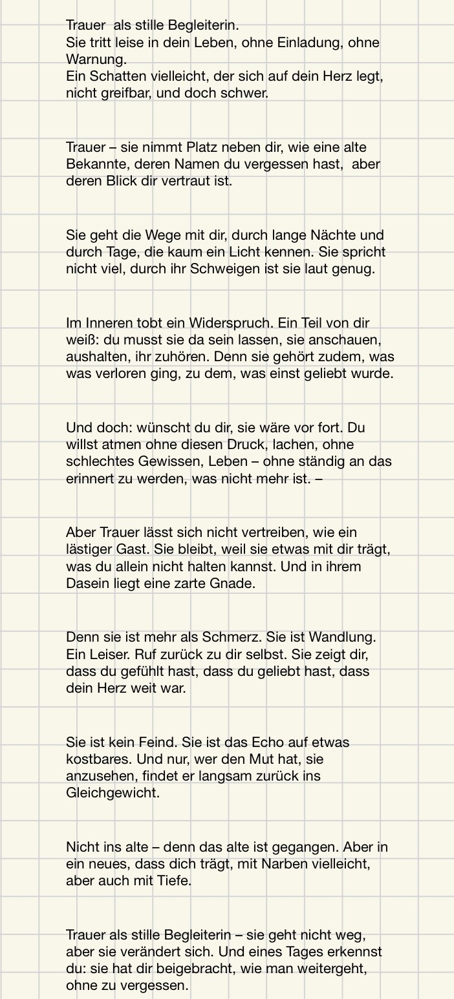 Trauer  als stille Begleiterin.
Sie tritt leise in dein Leben, ohne Einladung, ohne
Warnung.
Ein Schatten vielleicht, der sich auf dein Herz legt,
nicht greifbar, und doch schwer.
Trauer – sie nimmt Platz neben dir, wie eine alte
Bekannte, deren Namen du vergessen hast,  aber
deren Blick dir vertraut ist.
Sie geht die Wege mit dir, durch lange Nächte und
durch Tage, die kaum ein Licht kennen. Sie spricht
nicht viel, durch ihr Schweigen ist sie laut genug.
Im Inneren tobt ein Widerspruch. Ein Teil von dir
weiß: du musst sie da sein lassen, sie anschauen,
aushalten, ihr zuhören. Denn sie gehört zudem, was
was verloren ging, zu dem, was einst geliebt wurde.
Und doch: wünscht du dir, sie wäre vor fort. Du
willst atmen ohne diesen Druck, lachen, ohne
schlechtes Gewissen, Leben – ohne ständig an das
erinnert zu werden, was nicht mehr ist. –
Aber Trauer lässt sich nicht vertreiben, wie ein
lästiger Gast. Sie bleibt, weil sie etwas mit dir trägt,
was du allein nicht halten kannst. Und in ihrem
Dasein liegt eine zarte Gnade.
Denn sie ist mehr als Schmerz. Sie ist Wandlung.
Ein Leiser. Ruf zurück zu dir selbst. Sie zeigt dir,
dass du gefühlt hast, dass du geliebt hast, dass
dein Herz weit war.
Sie ist kein Feind. Sie ist das Echo auf etwas
kostbares. Und nur, wer den Mut hat, sie
anzusehen, findet er langsam zurück ins
Gleichgewicht.
Nicht ins alte – denn das alte ist gegangen. Aber in
ein neues, dass dich trägt, mit Narben vielleicht,
aber auch mit Tiefe.
Trauer als stille Begleiterin – sie geht nicht weg,
aber sie verändert sich. Und eines Tages erkennst
du: sie hat dir beigebracht, wie man weitergeht,
ohne zu vergessen.